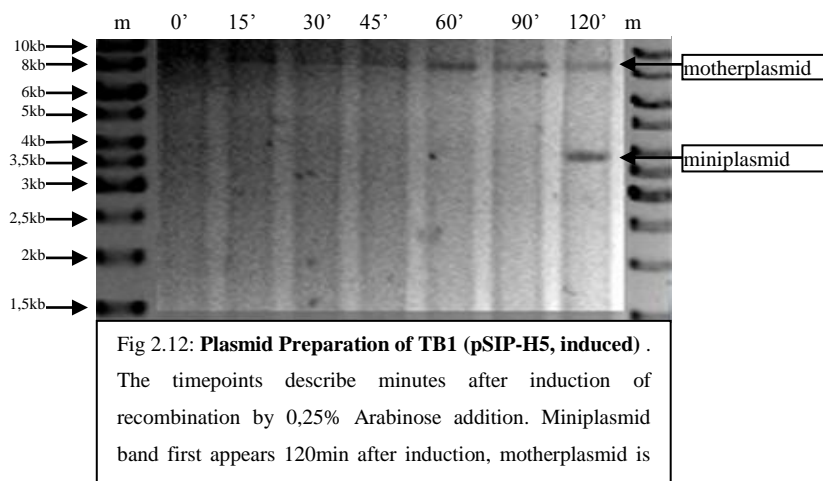 m 0’ 15’ 30’ 45’ 60’ 90’ 120’ m
10kb
8kb
6kb
5kb
4kb
3,5kb
3kb
2,5kb
2kb
1,5kb
motherplasmid
miniplasmid
Fig 2.12: Plasmid Preparation of TB1 (pSIP-H5, induced) .
The timepoints describe minutes after induction of
recombination by 0,25% Arabinose addition. Miniplasmid
band first appears 120min after induction, motherplasmid is